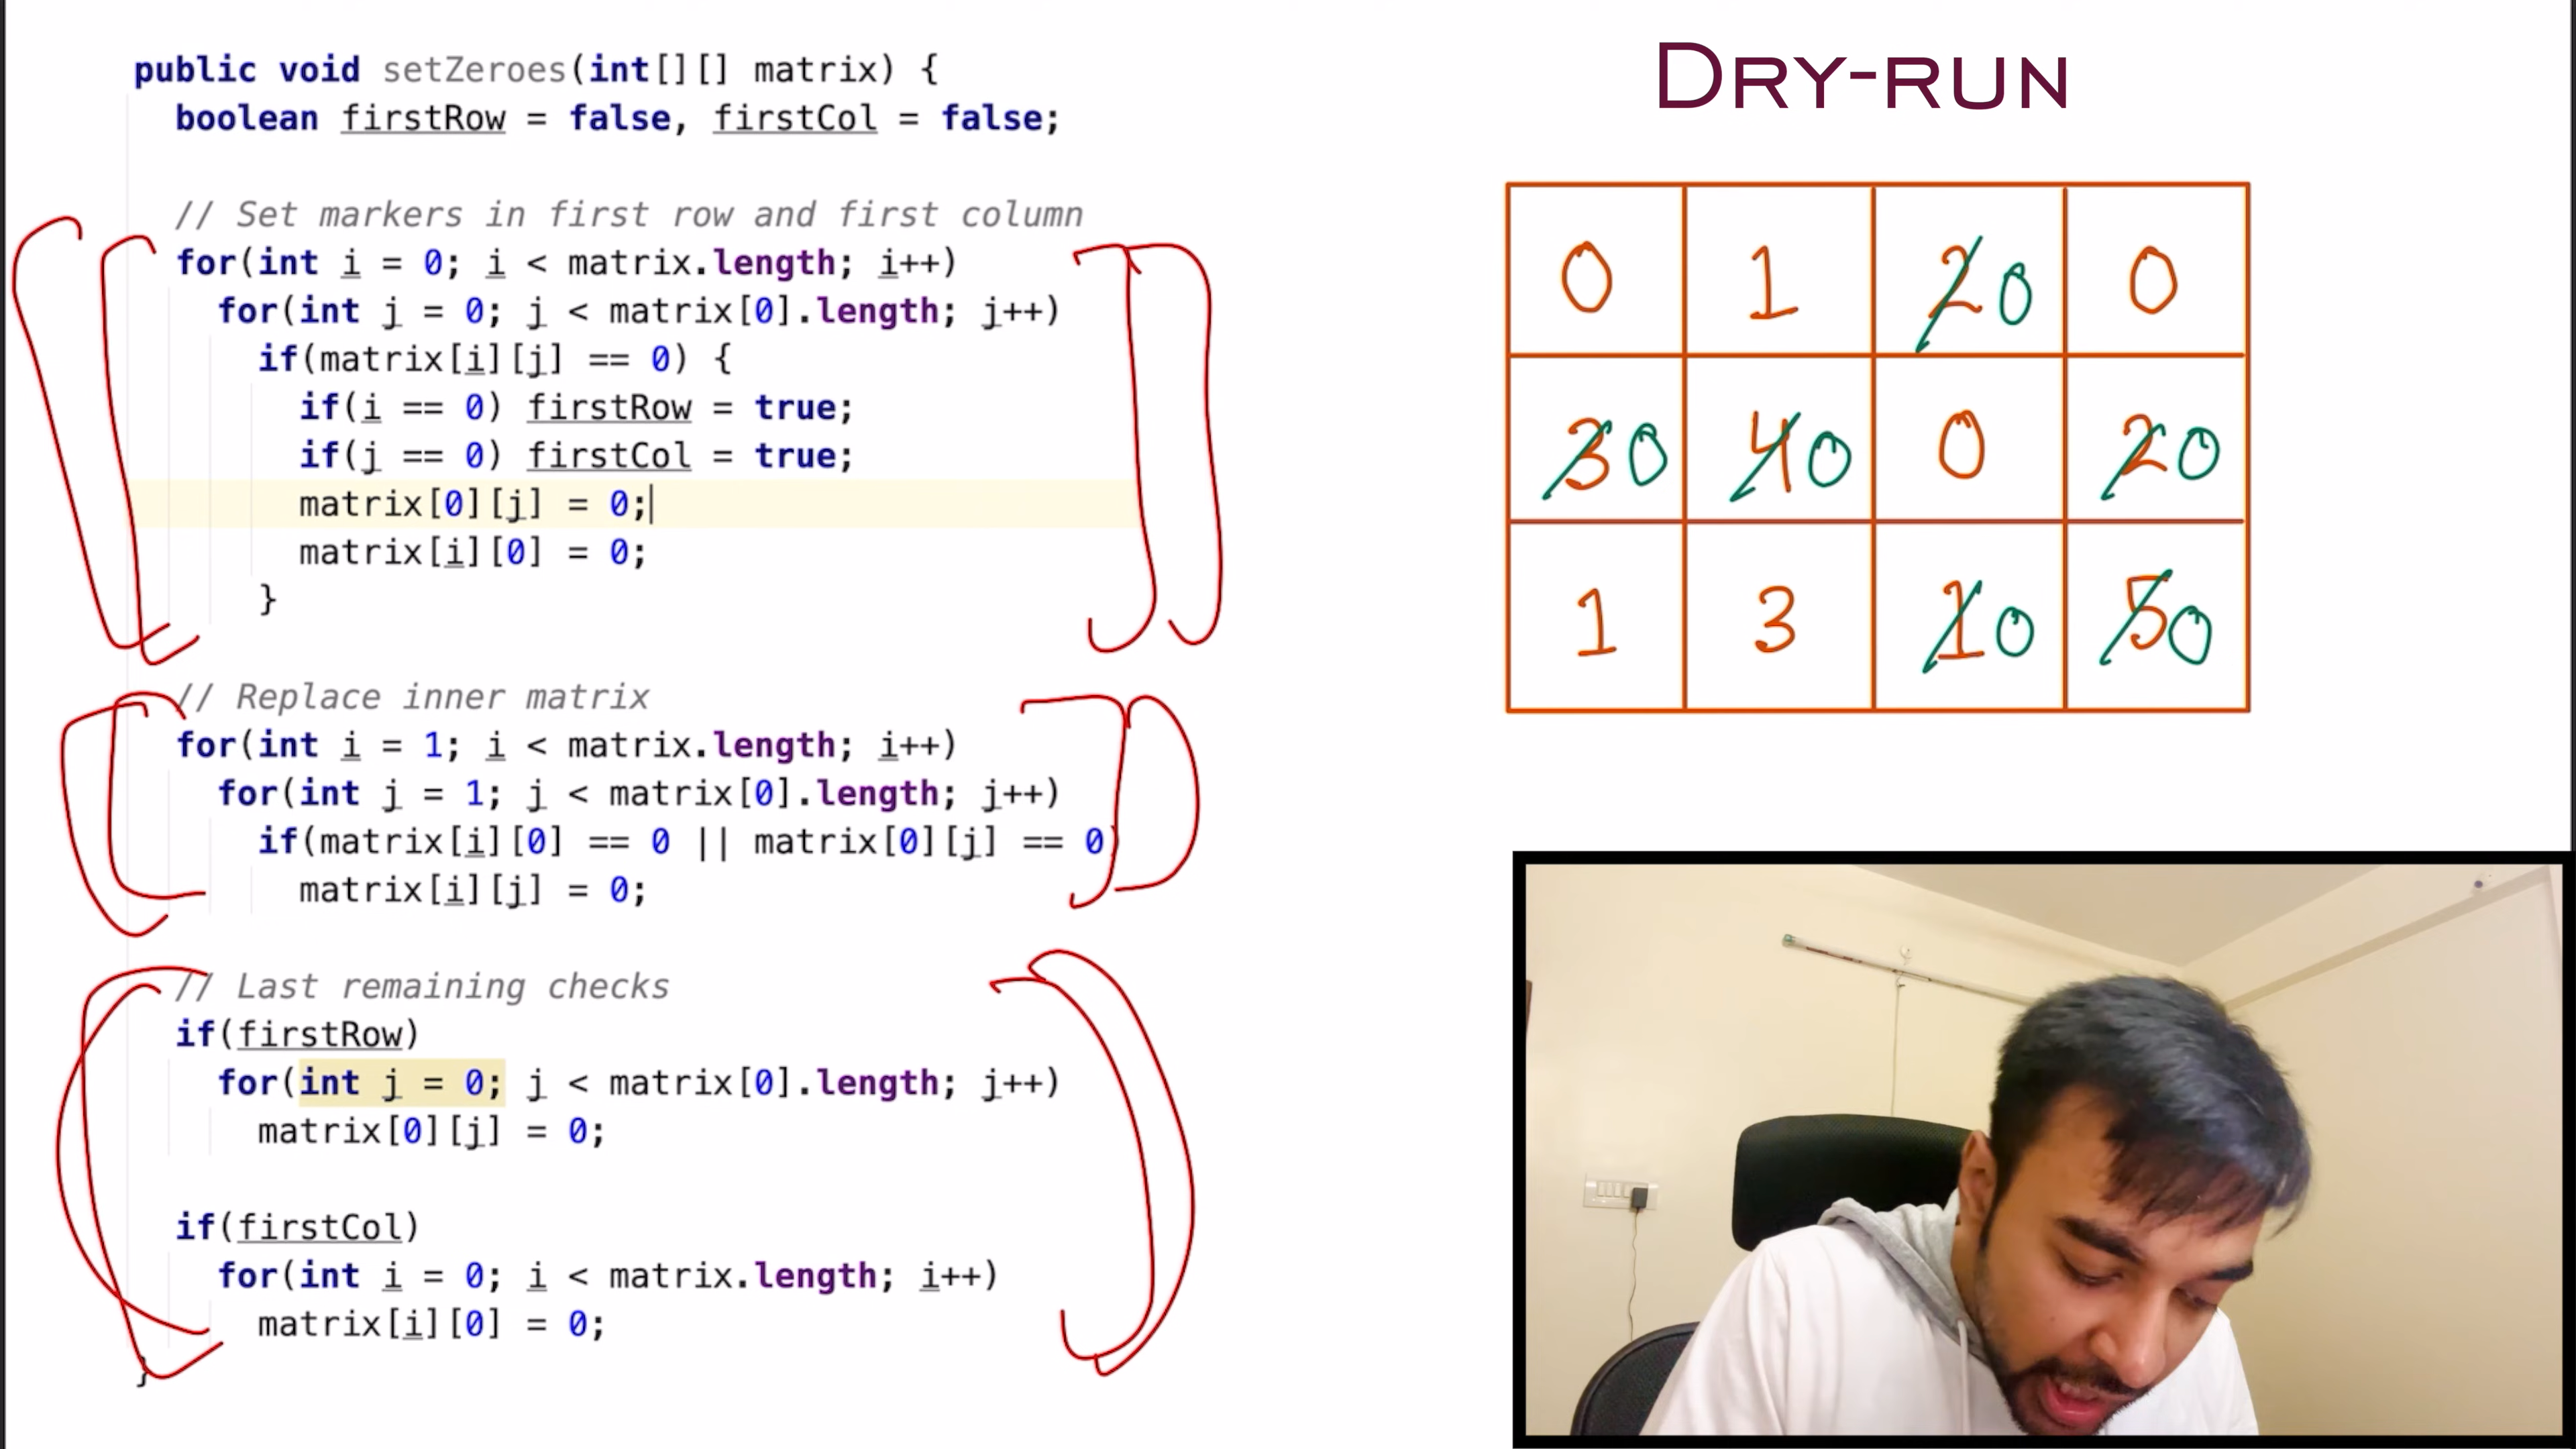 public void setZeroes(int[][] matrix) {
boolean firstRow = false, firstCol = false;
// Set markers in first row and first column
for(int i = 0; i < matrix.length; i++)
for(int j = 0; j < matrix[0].length; j++)
if(matrix[i][j] == 0) {
if(i == 0) firstRow = true;
if(j == 0) firstCol = true;
matrix[0][j] = 0;
matrix[i][0] = 0;
}
// Replace inner matrix
for(int i = 1; i < matrix.length; i++)
for(int j = 1; j < matrix[0].length; j++)
if(matrix[i][0] == 0 || matrix[0][j] == 0)
matrix[i][j] = 0;
// Last remaining checks
if(firstRow)
for(int j = 0; j < matrix[0].length; j++)
matrix[0][j] = 0;
if(firstCol)
for(int i = 0; i < matrix.length; i++)
matrix[i][0] = 0;
}
DRY-RUN
0 1 2 0 0
3 0 4 0 0 2 0
1 3 1 0 5 0